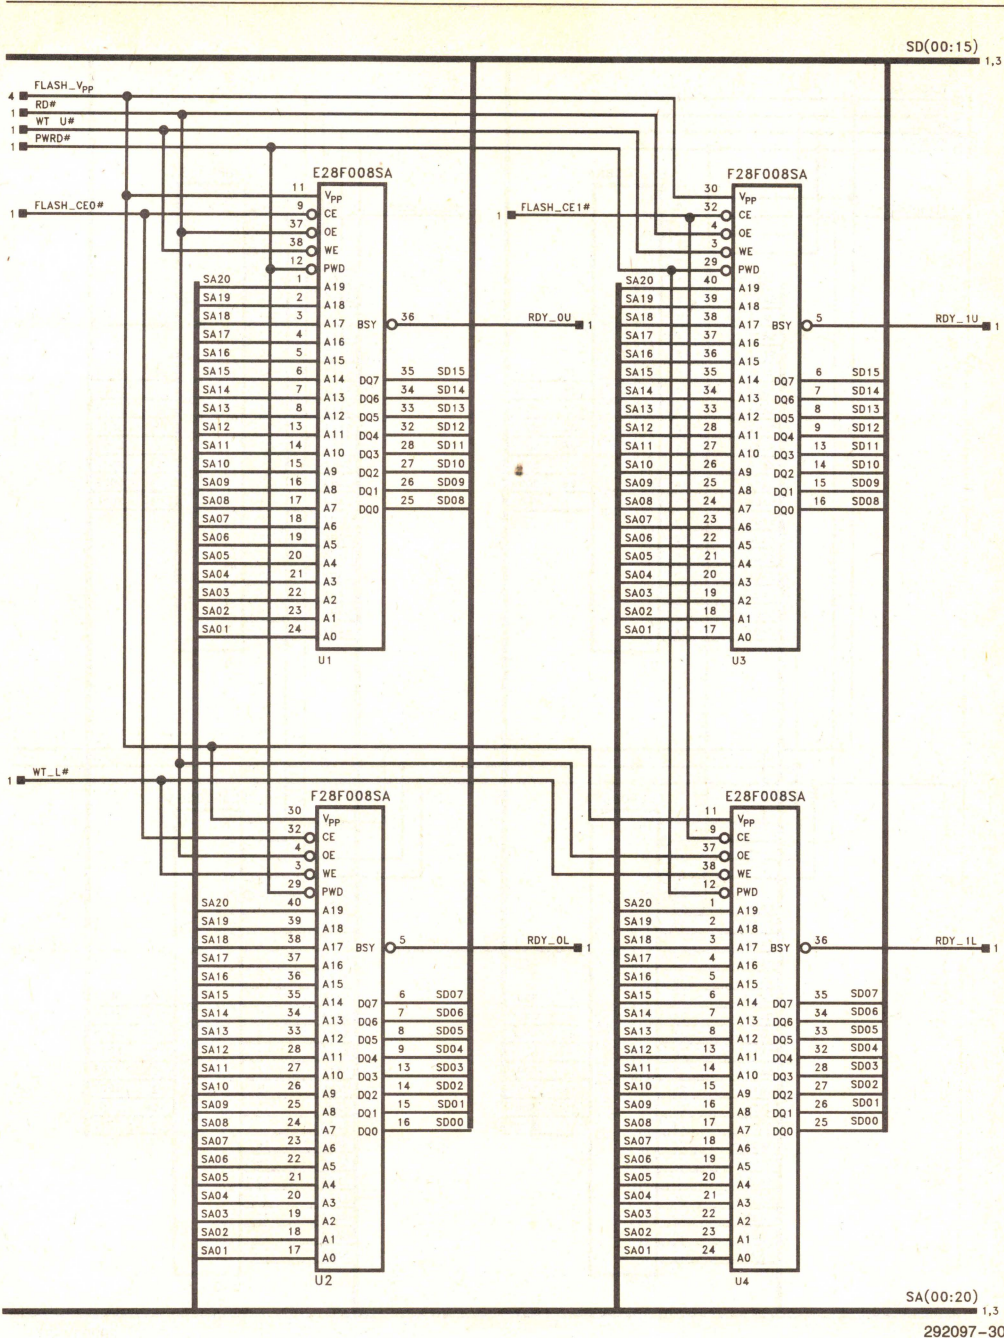 SD(00:15)
1,3
4 FLASH_VPP
1 RD#
1 WT U#
1 PWRD#
1 FLASH_CE0#
E28F008SA
11 VPP
9 CE
37 OE
38 WE
12 PWD
SA20 1 A19
SA19 2 A18
SA18 3 A17 BSY 36 RDY_0U 1
SA17 4 A16
SA16 5 A15
SA15 6 A14 DQ7 35 SD15
SA14 7 A13 DQ6 34 SD14
SA13 8 A12 DQ5 33 SD13
SA12 13 A11 DQ4 32 SD12
SA11 14 A10 DQ3 28 SD11
SA10 15 A9 DQ2 27 SD10
SA09 16 A8 DQ1 26 SD09
SA08 17 A7 DQ0 25 SD08
SA07 18 A6
SA06 19 A5
SA05 20 A4
SA04 21 A3
SA03 22 A2
SA02 23 A1
SA01 24 A0
U1
1 FLASH_CE1#
F28F008SA
30 VPP
32 CE
4 OE
3 WE
29 PWD
SA20 40 A19
SA19 39 A18
SA18 38 A17 BSY 5 RDY_1U 1
SA17 37 A16
SA16 36 A15
SA15 35 A14 DQ7 6 SD15
SA14 34 A13 DQ6 7 SD14
SA13 33 A12 DQ5 8 SD13
SA12 28 A11 DQ4 9 SD12
SA11 27 A10 DQ3 13 SD11
SA10 26 A9 DQ2 14 SD10
SA09 25 A8 DQ1 15 SD09
SA08 24 A7 DQ0 16 SD08
SA07 23 A6
SA06 22 A5
SA05 21 A4
SA04 20 A3
SA03 19 A2
SA02 18 A1
SA01 17 A0
U3
1 WT_L#
F28F008SA
30 VPP
32 CE
4 OE
3 WE
29 PWD
SA20 40 A19
SA19 39 A18
SA18 38 A17 BSY 5 RDY_0L 1
SA17 37 A16
SA16 36 A15
SA15 35 A14 DQ7 6 SD07
SA14 34 A13 DQ6 7 SD06
SA13 33 A12 DQ5 8 SD05
SA12 28 A11 DQ4 9 SD04
SA11 27 A10 DQ3 13 SD03
SA10 26 A9 DQ2 14 SD02
SA09 25 A8 DQ1 15 SD01
SA08 24 A7 DQ0 16 SD00
SA07 23 A6
SA06 22 A5
SA05 21 A4
SA04 20 A3
SA03 19 A2
SA02 18 A1
SA01 17 A0
U2
E28F008SA
11 VPP
9 CE
37 OE
38 WE
12 PWD
SA20 1 A19
SA19 2 A18
SA18 3 A17 BSY 36 RDY_1L 1
SA17 4 A16
SA16 5 A15
SA15 6 A14 DQ7 35 SD07
SA14 7 A13 DQ6 34 SD06
SA13 8 A12 DQ5 33 SD05
SA12 13 A11 DQ4 32 SD04
SA11 14 A10 DQ3 28 SD03
SA10 15 A9 DQ2 27 SD02
SA09 16 A8 DQ1 26 SD01
SA08 17 A7 DQ0 25 SD00
SA07 18 A6
SA06 19 A5
SA05 20 A4
SA04 21 A3
SA03 22 A2
SA02 23 A1
SA01 24 A0
U4
SA(00:20)
1,3
292097-30